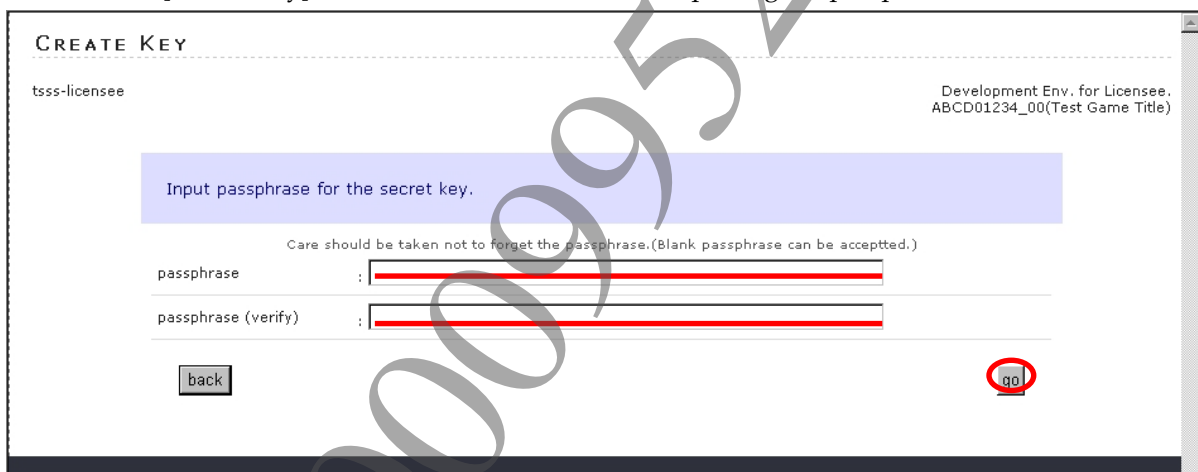 CREATE KEY
tsss-licensee
Development Env. for Licensee.
ABCD01234_00(Test Game Title)
Input passphrase for the secret key.
Care should be taken not to forget the passphrase.(Blank passphrase can be acceptted.)
passphrase :
passphrase (verify) :
back
go